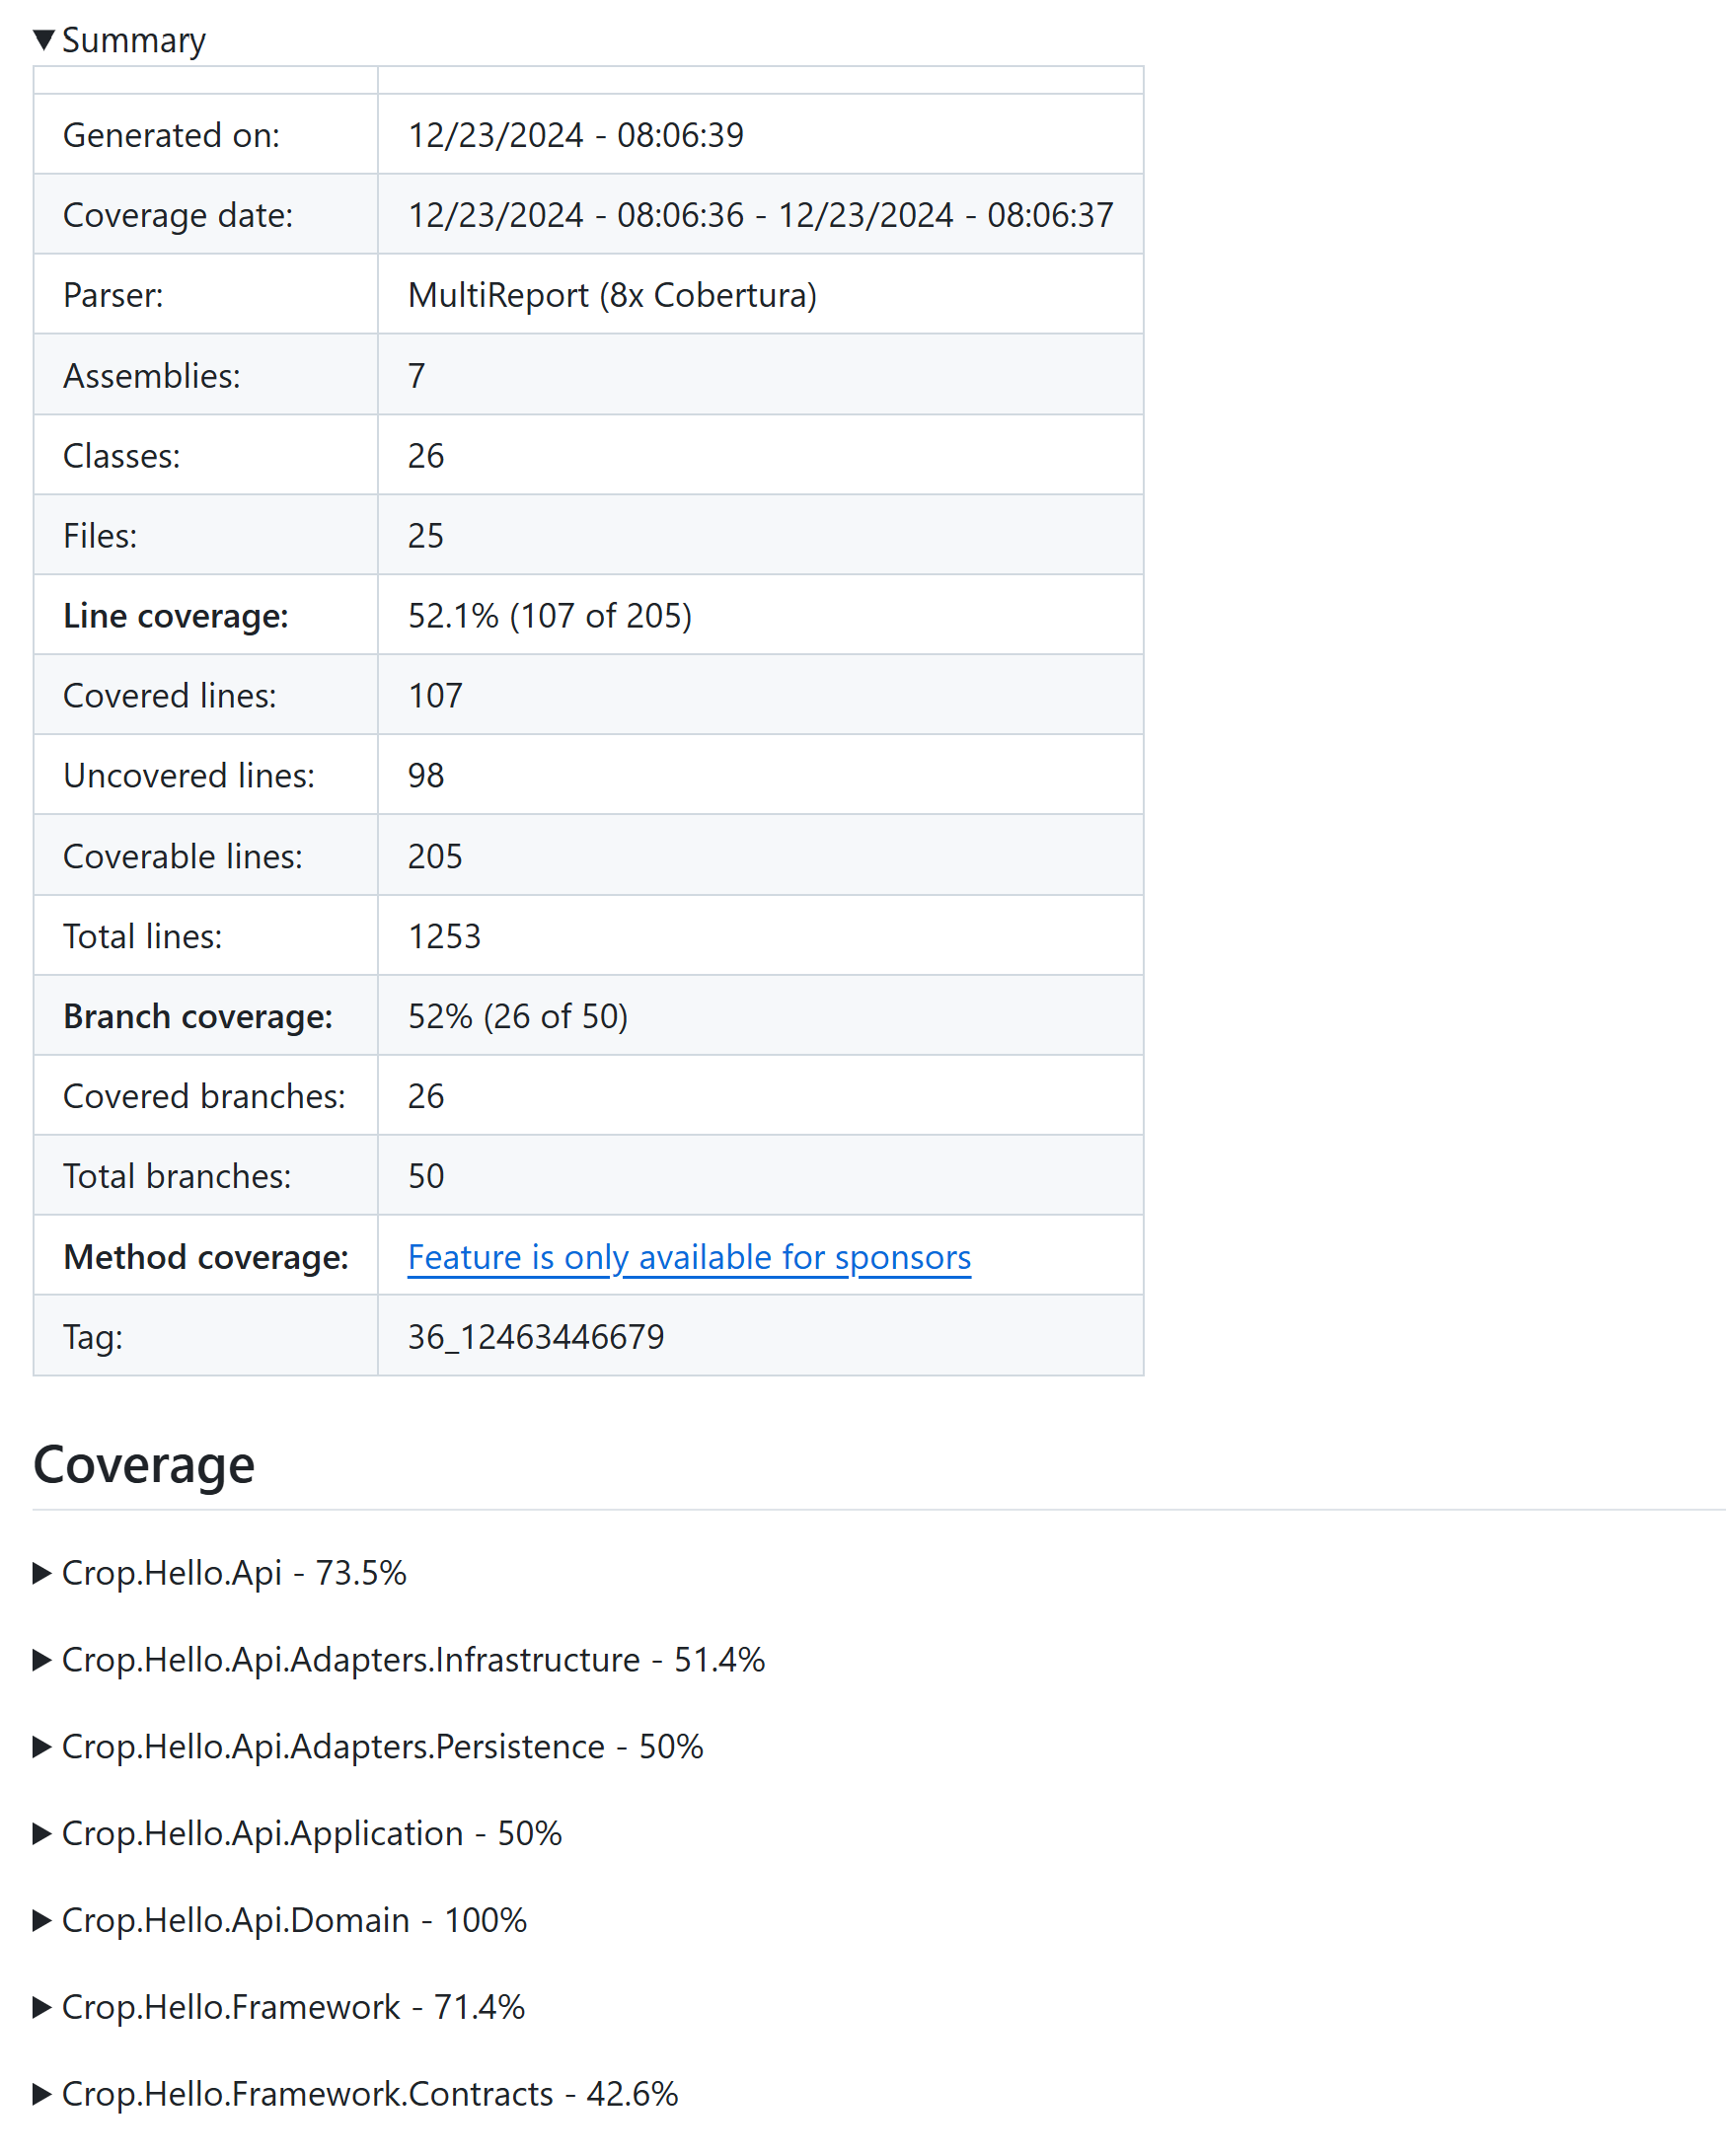 Summary
Generated on: 12/23/2024 - 08:06:39
Coverage date: 12/23/2024 - 08:06:36 - 12/23/2024 - 08:06:37
Parser: MultiReport (8x Cobertura)
Assemblies: 7
Classes: 26
Files: 25
Line coverage: 52.1% (107 of 205)
Covered lines: 107
Uncovered lines: 98
Coverable lines: 205
Total lines: 1253
Branch coverage: 52% (26 of 50)
Covered branches: 26
Total branches: 50
Method coverage: Feature is only available for sponsors
Tag: 36_12463446679
Coverage
Crop.Hello.Api - 73.5%
Crop.Hello.Api.Adapters.Infrastructure - 51.4%
Crop.Hello.Api.Adapters.Persistence - 50%
Crop.Hello.Api.Application - 50%
Crop.Hello.Api.Domain - 100%
Crop.Hello.Framework - 71.4%
Crop.Hello.Framework.Contracts - 42.6%